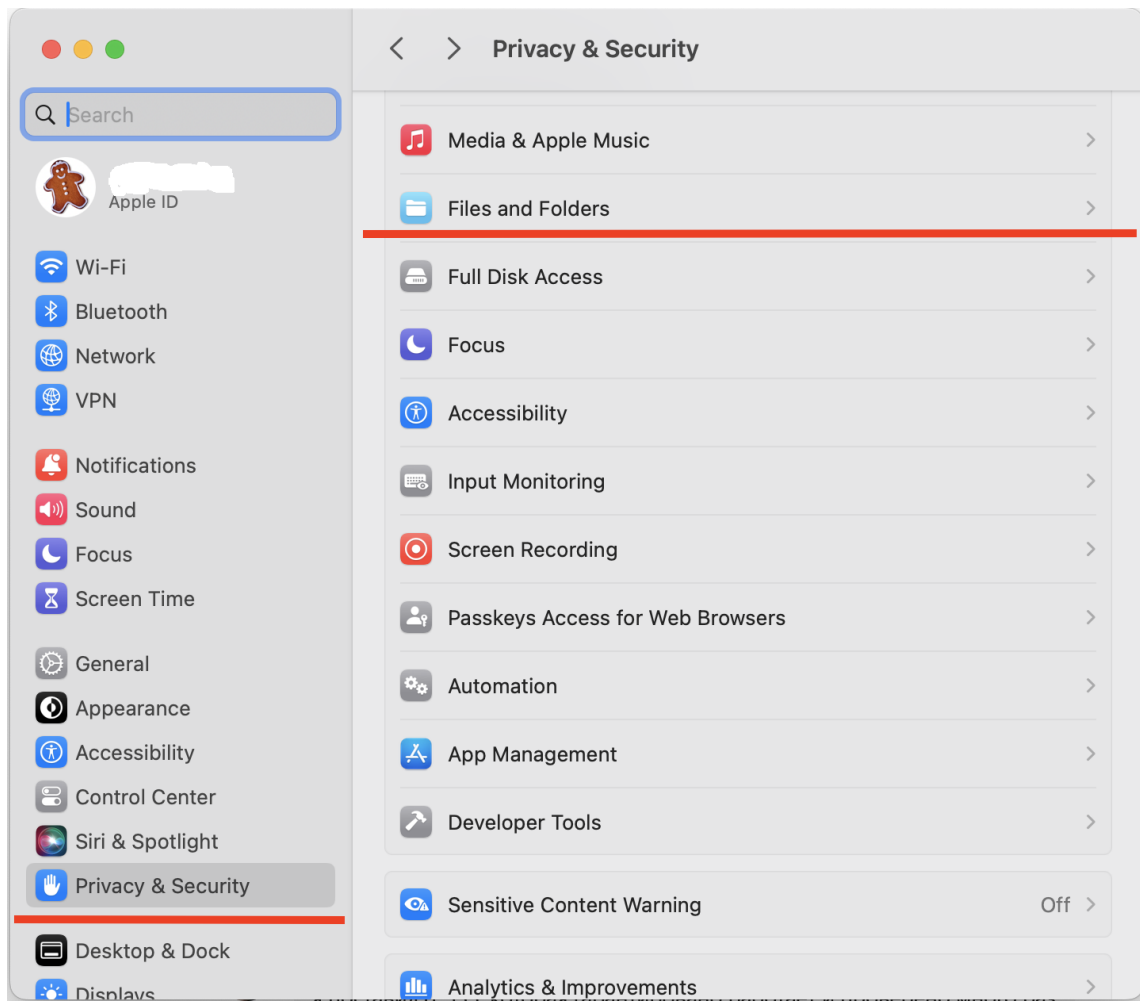 Privacy & Security
Search
Apple ID
Wi-Fi
Bluetooth
Network
VPN
Notifications
Sound
Focus
Screen Time
General
Appearance
Accessibility
Control Center
Siri & Spotlight
Privacy & Security
Desktop & Dock
Displays
Media & Apple Music
Files and Folders
Full Disk Access
Focus
Accessibility
Input Monitoring
Screen Recording
Passkeys Access for Web Browsers
Automation
App Management
Developer Tools
Sensitive Content Warning Off
Analytics & Improvements